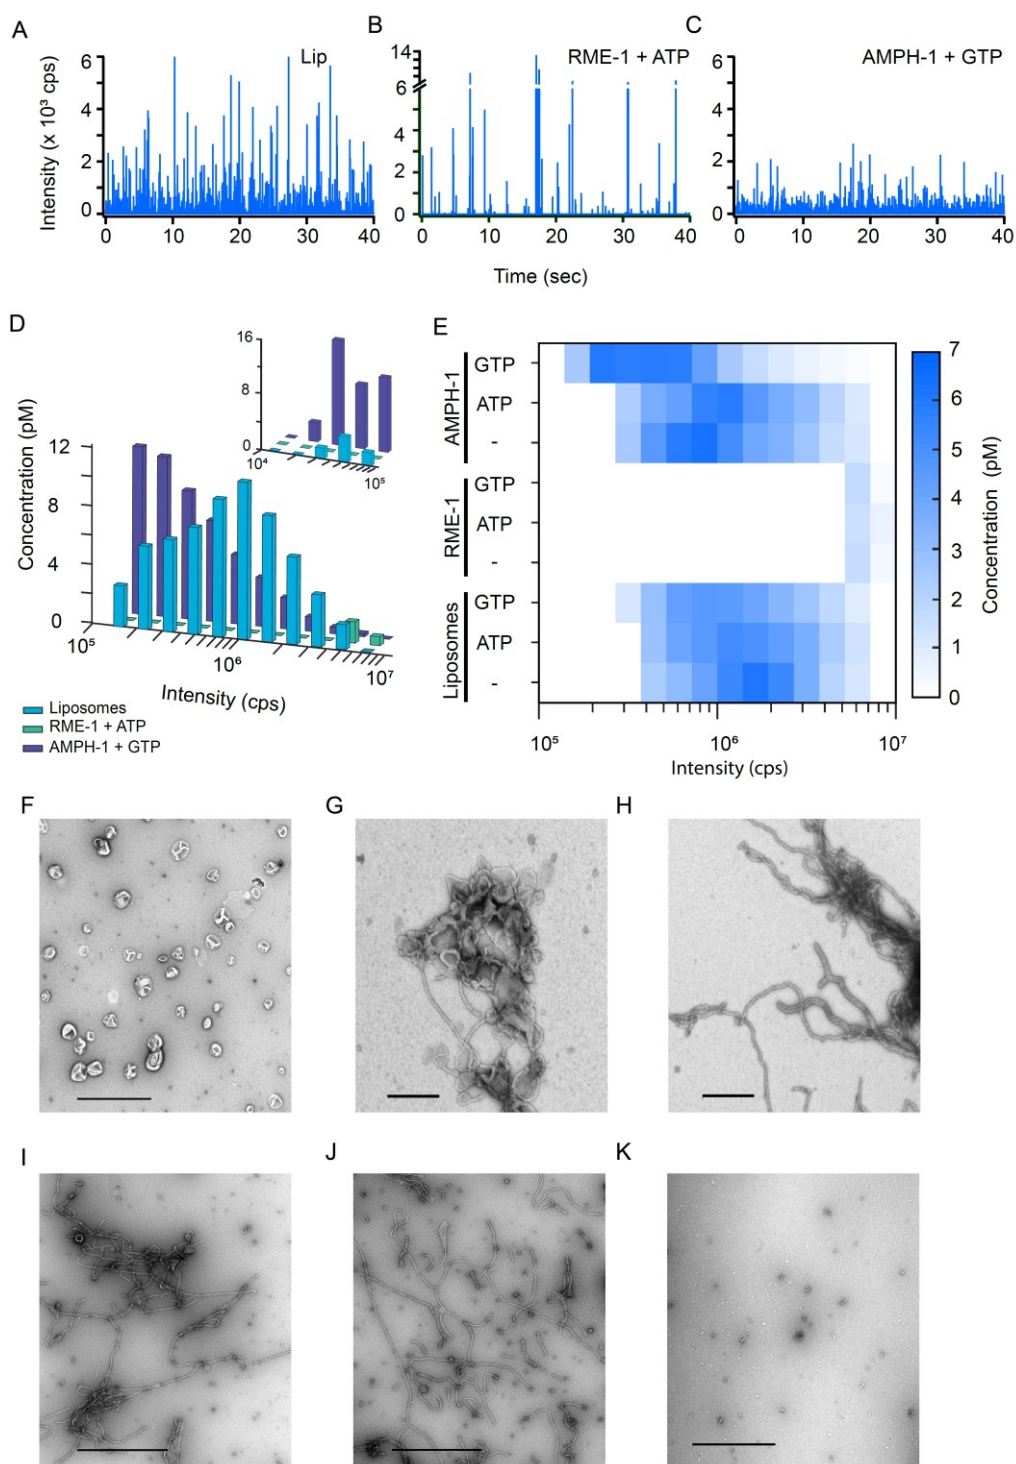 A
B
C
Lip
RME-1 + ATP
AMPH-1 + GTP
Intensity (x 10³ cps)
6
4
2
0
14
6
4
2
0
6
4
2
0
0 10 20 30 40
0 10 20 30 40
0 10 20 30 40
Time (sec)
D
Concentration (pM)
12
8
4
0
10⁵
10⁶
10⁷
Intensity (cps)
16
8
0
10⁴
10⁵
Liposomes
RME-1 + ATP
AMPH-1 + GTP
E
AMPH-1
GTP
ATP
-
RME-1
GTP
ATP
-
Liposomes
GTP
ATP
-
10⁵ 10⁶ 10⁷
Intensity (cps)
7
6
5
4
3
2
1
0
Concentration (pM)
F
G
H
I
J
K